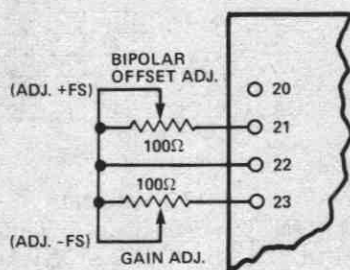 BIPOLAR
OFFSET ADJ.
(ADJ. +FS)
20
100Ω
21
22
100Ω
23
(ADJ. −FS)
GAIN ADJ.